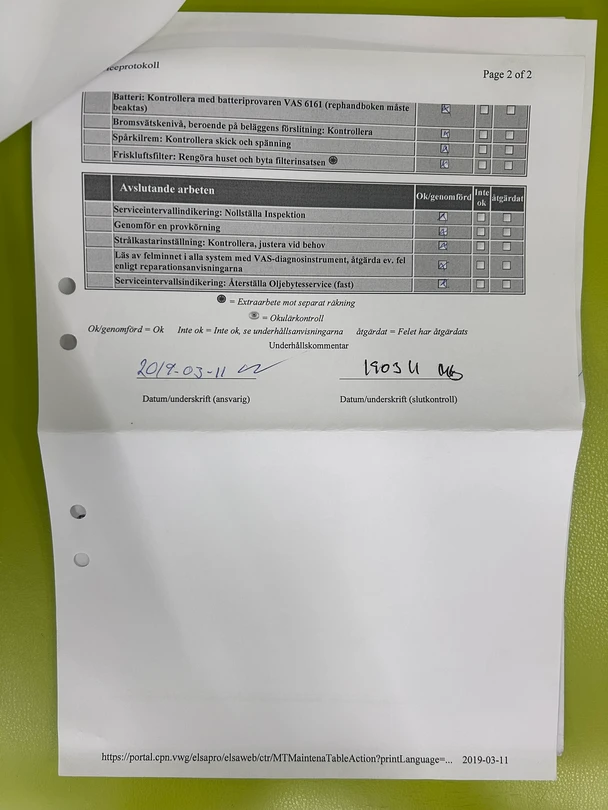 ceprotokoll
Page 2 of 2
Batteri: Kontrollera med batteriprovaren VAS 6161 (rephandboken måste
beaktas)
Bromsvätskenivå, beroende på beläggens förslitning: Kontrollera
Spårkilrem: Kontrollera skick och spänning
Friskluftsfilter: Rengöra huset och byta filterinsatsen
Avslutande arbeten Ok/genomförd Inte ok åtgärdat
Serviceintervallindikering: Nollställa Inspektion
Genomför en provkörning
Strålkastarinställning: Kontrollera, justera vid behov
Läs av felminnet i alla system med VAS-diagnosinstrument, åtgärda ev. fel
enligt reparationsanvisningarna
Serviceintervallsindikering: Återställa Oljebytesservice (fast)
= Extraarbete mot separat räkning
= Okulärkontroll
Ok/genomförd = Ok Inte ok = Inte ok, se underhållsanvisningarna åtgärdat = Felet har åtgärdats
Underhållskommentar
2019-03-11 190311
Datum/underskrift (ansvarig) Datum/underskrift (slutkontroll)
https://portal.cpn.vwg/elsapro/elsaweb/ctr/MTMaintenaTableAction?printLanguage=... 2019-03-11